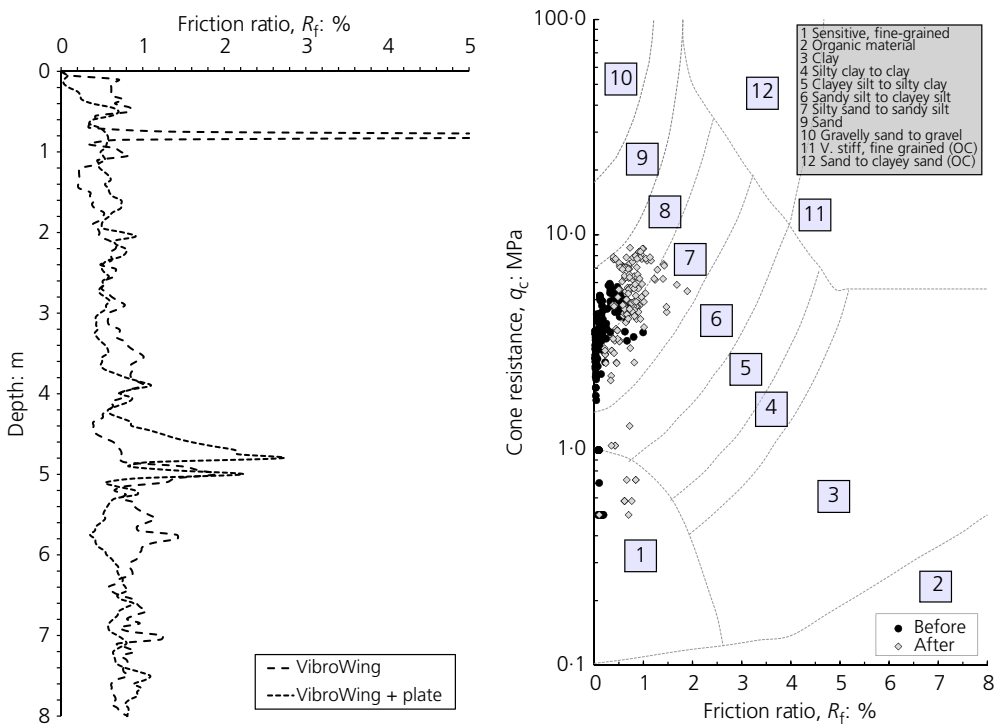 Friction ratio, Rf: %
0 1 2 3 4 5
0
1
2
3
4
5
6
7
8
Depth: m
VibroWing
VibroWing + plate
100·0
10·0
1·0
0·1
Cone resistance, qc: MPa
1 Sensitive, fine-grained
2 Organic material
3 Clay
4 Silty clay to clay
5 Clayey silt to silty clay
6 Sandy silt to clayey silt
7 Silty sand to sandy silt
9 Sand
10 Gravelly sand to gravel
11 V. stiff, fine grained (OC)
12 Sand to clayey sand (OC)
10
12
9
8
11
7
6
5
4
3
1
2
Before
After
0 1 2 3 4 5 6 7 8
Friction ratio, Rf: %